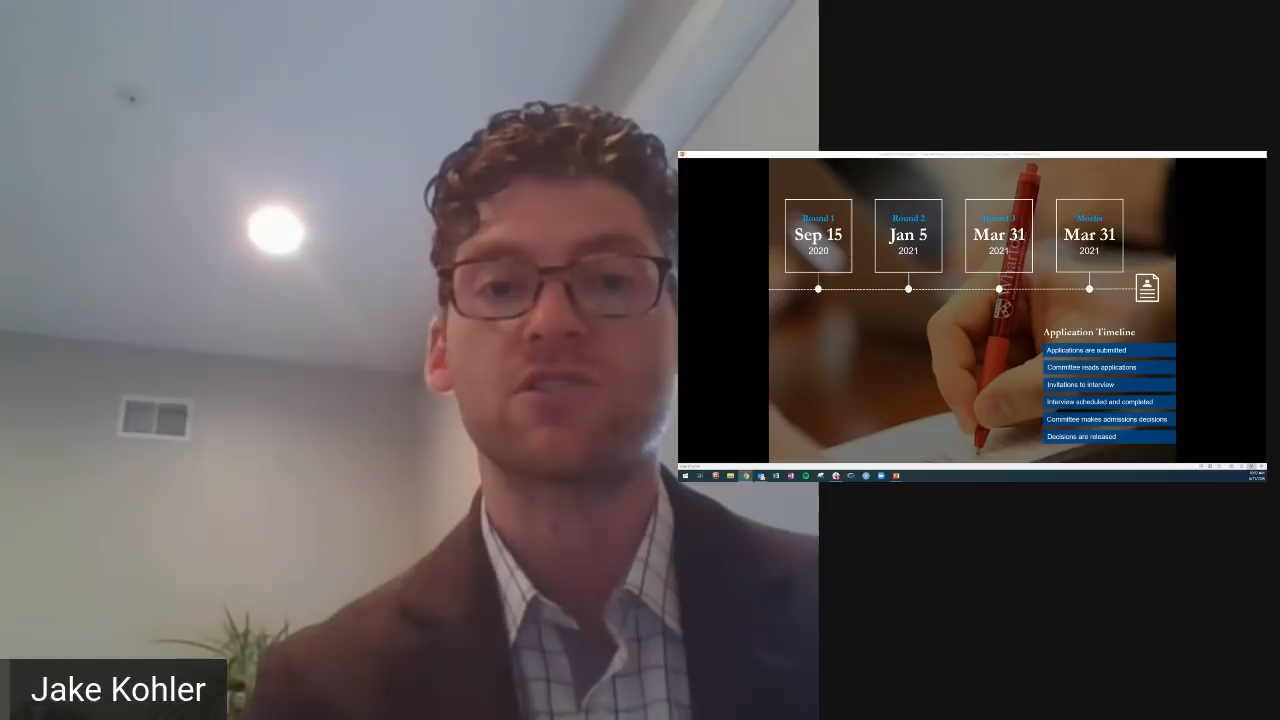 Round 1
Sep 15
2020
Round 2
Jan 5
2021
Round 3
Mar 31
2021
Moelis
Mar 31
2021
Wharton
Application Timeline
Applications are submitted
Committee reads applications
Invitations to interview
Interview scheduled and completed
Committee makes admissions decisions
Decisions are released
Jake Kohler